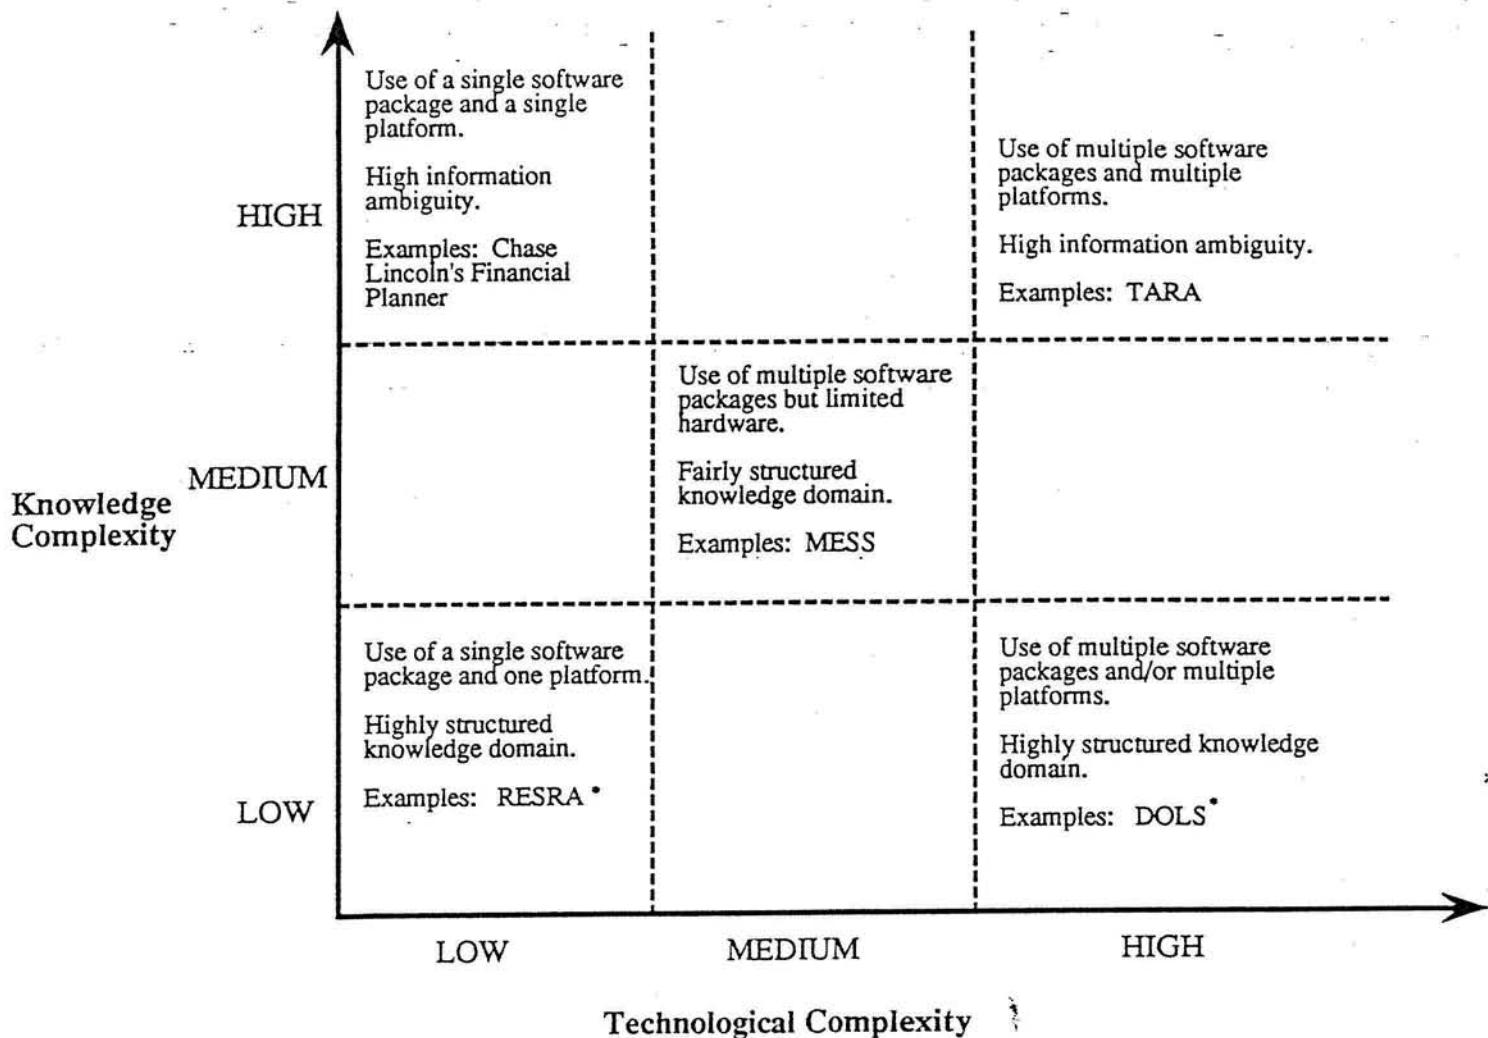 Use of a single software
package and a single
platform.
High information
ambiguity.
Examples: Chase
Lincoln's Financial
Planner
Use of multiple software
packages and multiple
platforms.
High information ambiguity.
Examples: TARA
HIGH
Use of multiple software
packages but limited
hardware.
Fairly structured
knowledge domain.
Examples: MESS
MEDIUM
Knowledge
Complexity
Use of a single software
package and one platform.
Highly structured
knowledge domain.
Examples: RESRA *
Use of multiple software
packages and/or multiple
platforms.
Highly structured knowledge
domain.
Examples: DOLS*
LOW
LOW
MEDIUM
HIGH
Technological Complexity